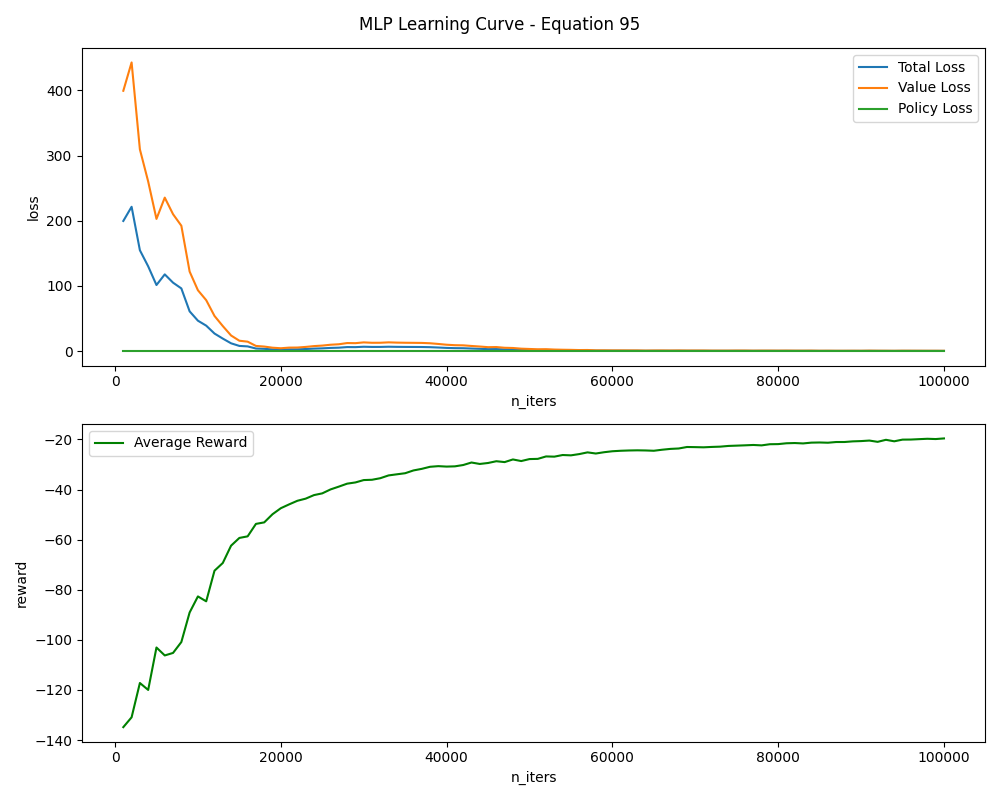 MLP Learning Curve - Equation 95
Total Loss
Value Loss
Policy Loss
400
300
200
100
0
loss
0
20000
40000
60000
80000
100000
n_iters
Average Reward
−20
−40
−60
−80
−100
−120
−140
reward
0
20000
40000
60000
80000
100000
n_iters